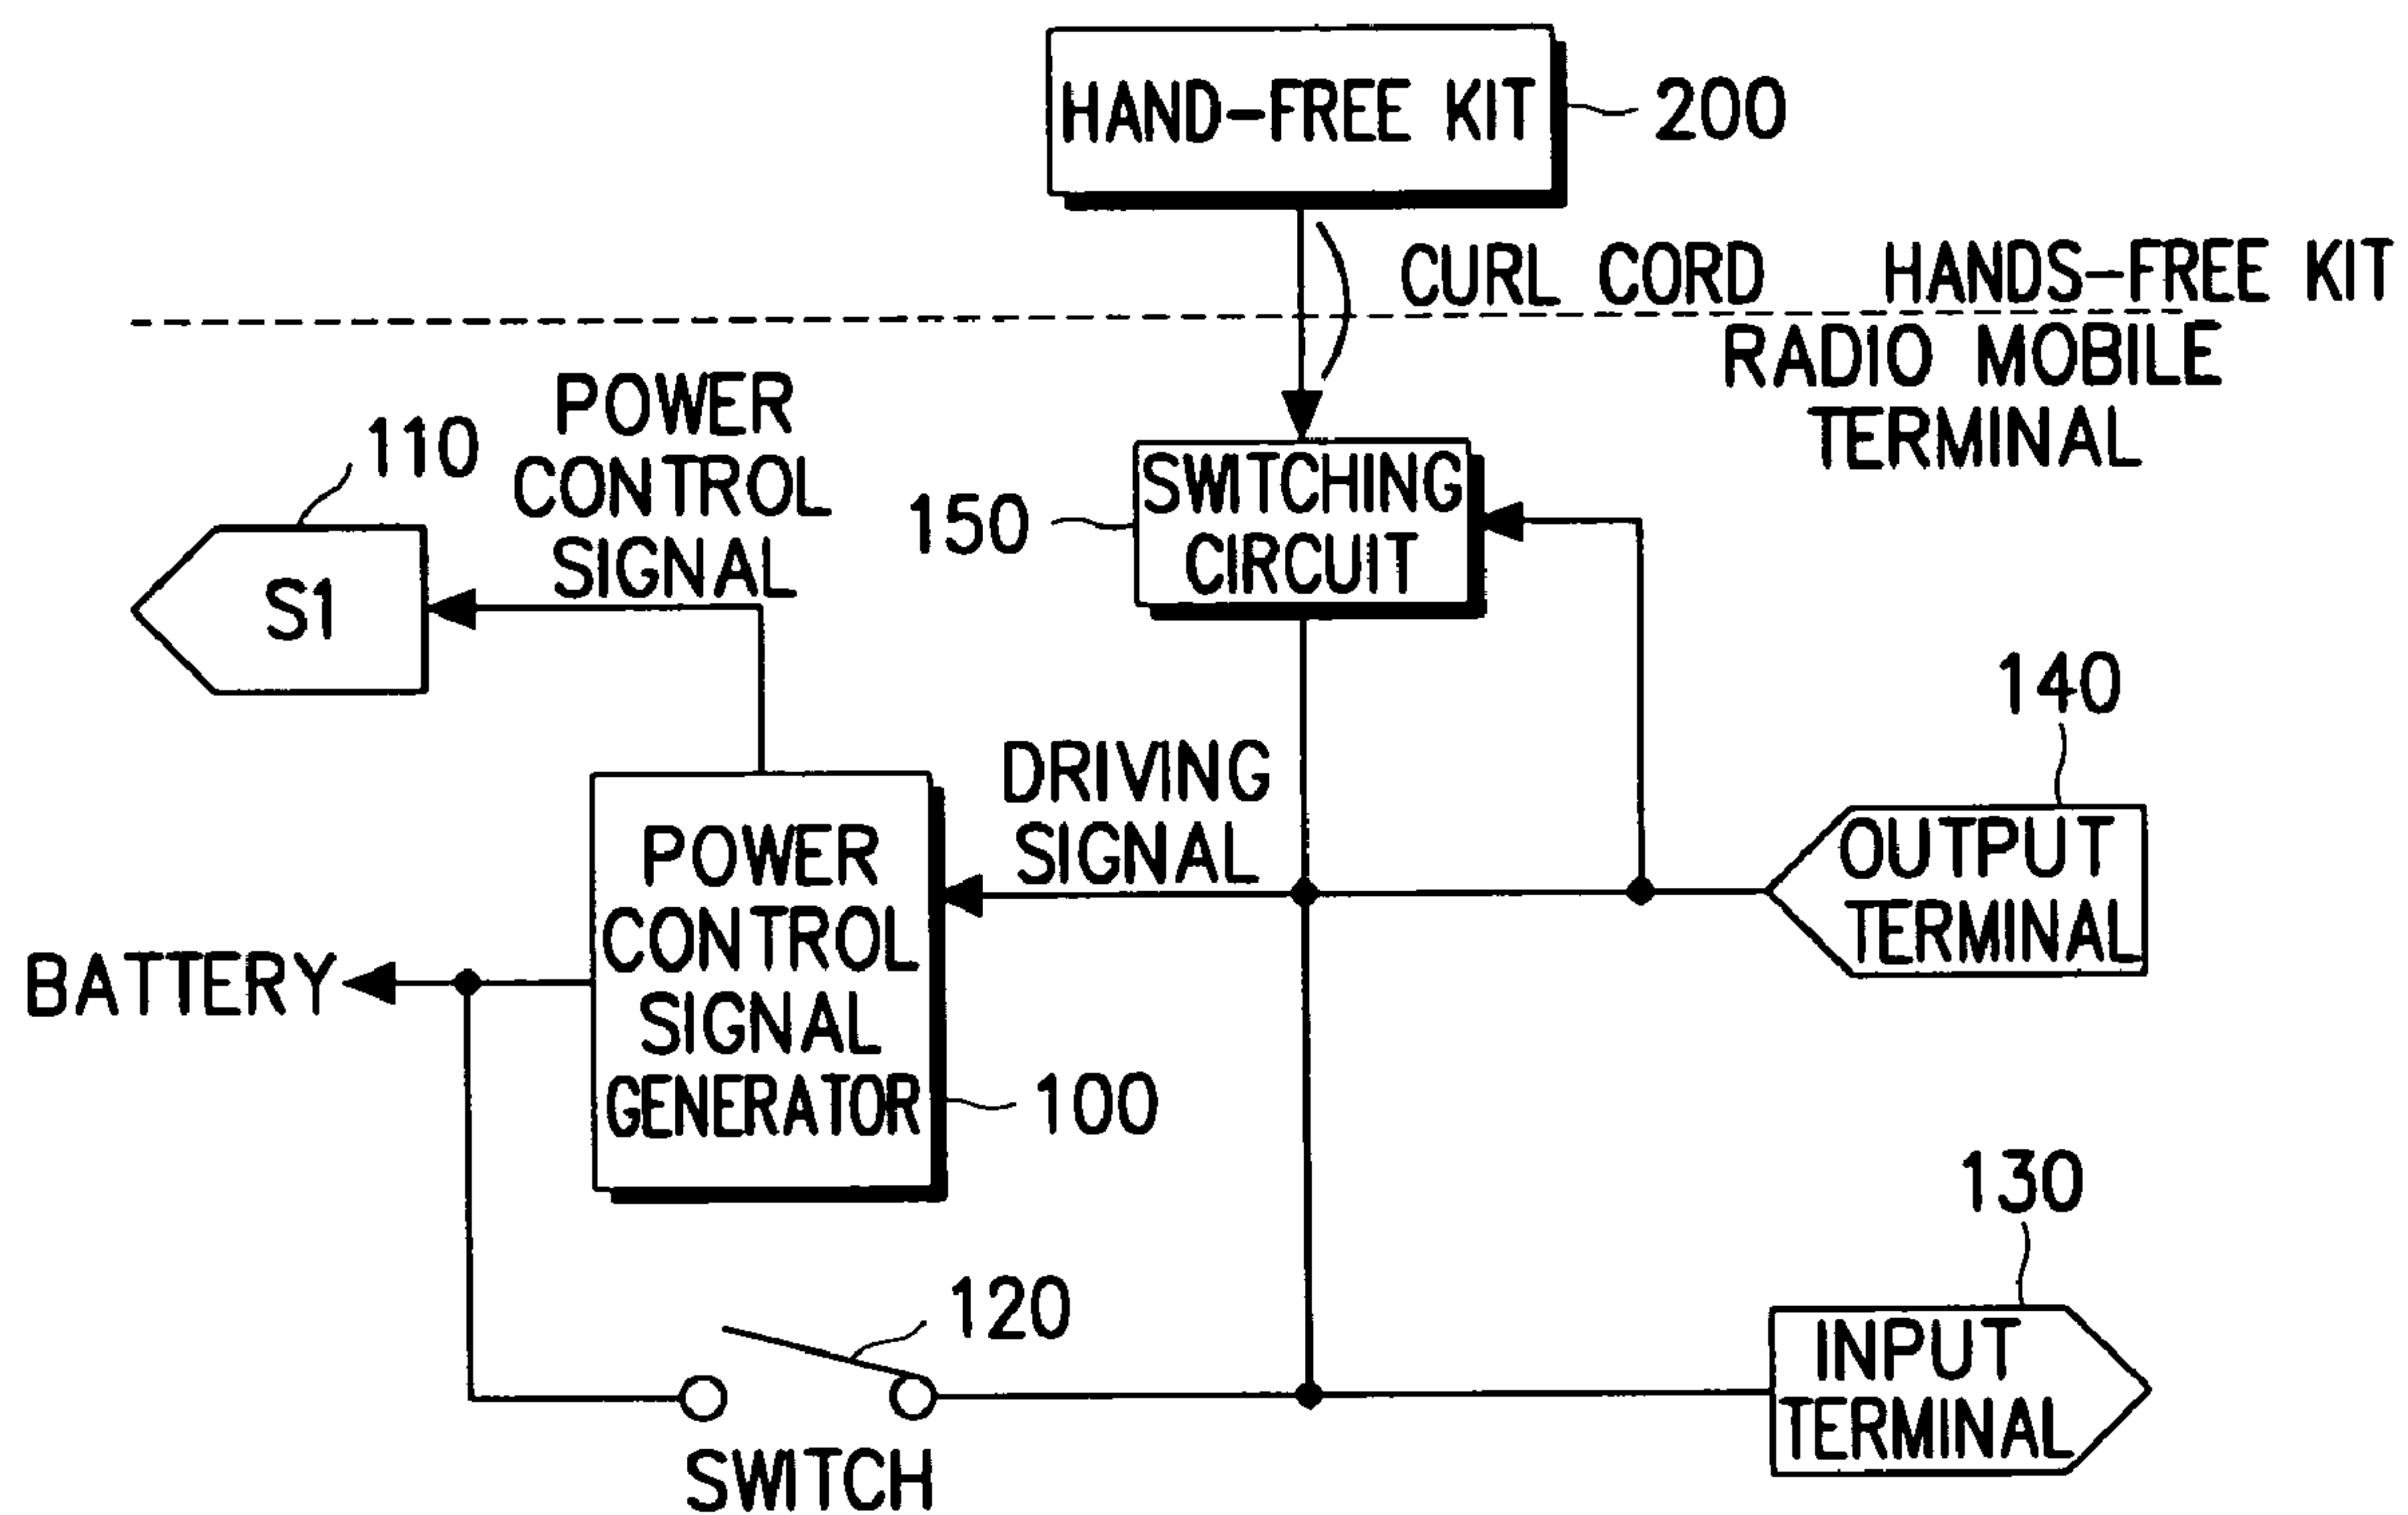 HAND-FREE KIT
200
CURL CORD
HANDS-FREE KIT
RADIO MOBILE
TERMINAL
POWER
CONTROL
SIGNAL
110
S1
150
SWITCHING
CIRCUIT
140
OUTPUT
TERMINAL
DRIVING
SIGNAL
POWER
CONTROL
SIGNAL
GENERATOR
100
BATTERY
130
INPUT
TERMINAL
120
SWITCH